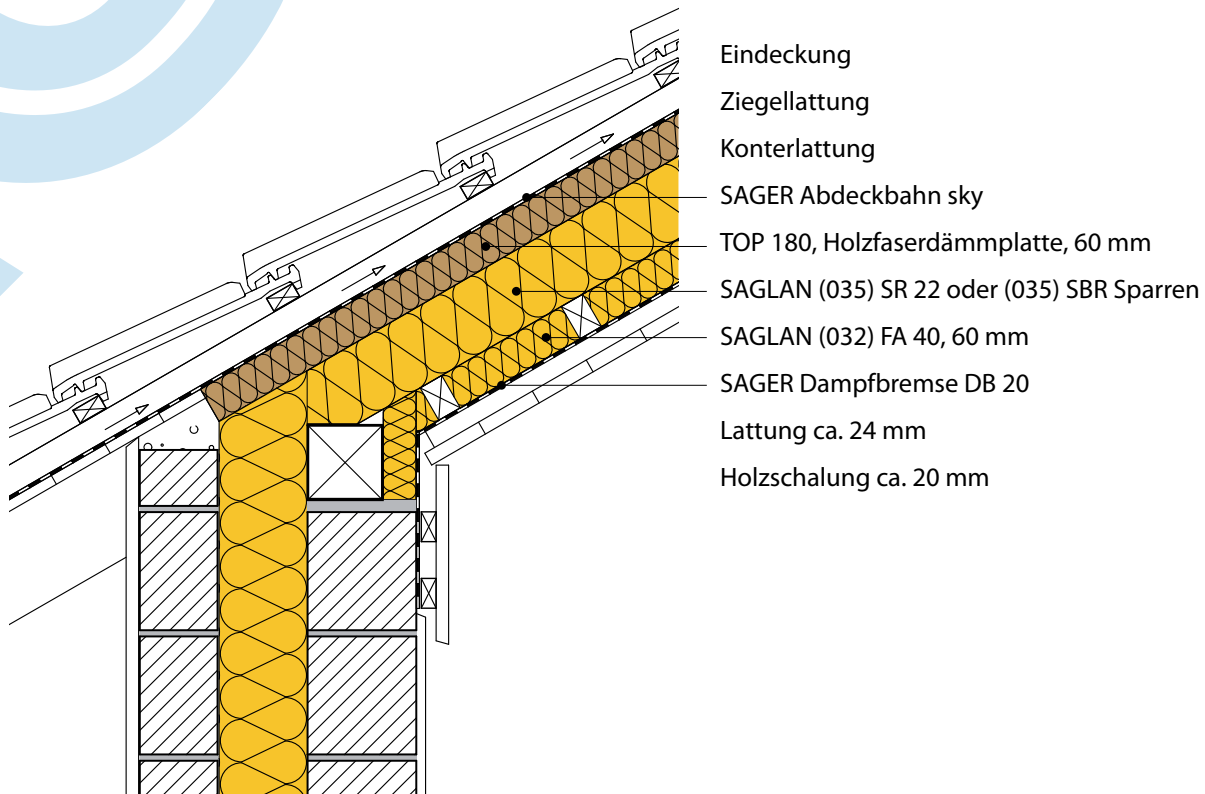 Eindeckung
Ziegellattung
Konterlattung
SAGER Abdeckbahn sky
TOP 180, Holzfaserdämmplatte, 60 mm
SAGLAN (035) SR 22 oder (035) SBR Sparren
SAGLAN (032) FA 40, 60 mm
SAGER Dampfbremse DB 20
Lattung ca. 24 mm
Holzschalung ca. 20 mm